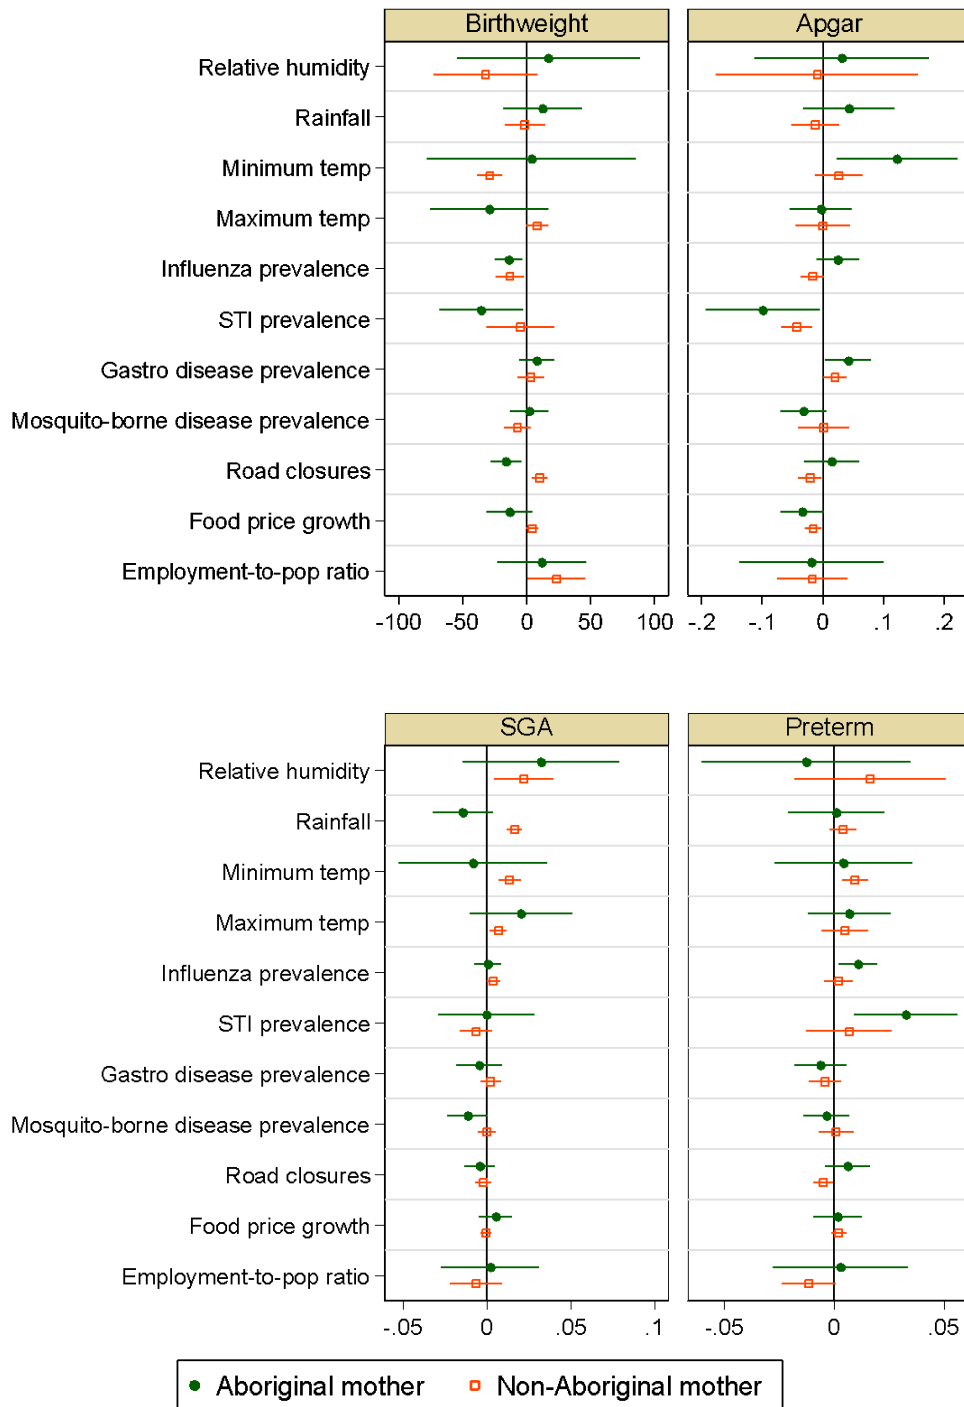 Birthweight Apgar
Relative humidity
Rainfall
Minimum temp
Maximum temp
Influenza prevalence
STI prevalence
Gastro disease prevalence
Mosquito-borne disease prevalence
Road closures
Food price growth
Employment-to-pop ratio
-100 -50 0 50 100 -.2 -.1 0 .1 .2
SGA Preterm
Relative humidity
Rainfall
Minimum temp
Maximum temp
Influenza prevalence
STI prevalence
Gastro disease prevalence
Mosquito-borne disease prevalence
Road closures
Food price growth
Employment-to-pop ratio
-.05 0 .05 .1 -.05 0 .05
Aboriginal mother Non-Aboriginal mother